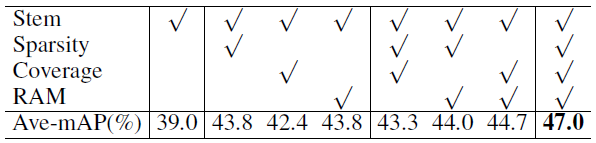 Stem √ √ √ √ √ √ √ √
Sparsity √ √ √ √
Coverage √ √ √ √
RAM √ √ √ √
Ave-mAP(%) 39.0 43.8 42.4 43.8 43.3 44.0 44.7 47.0